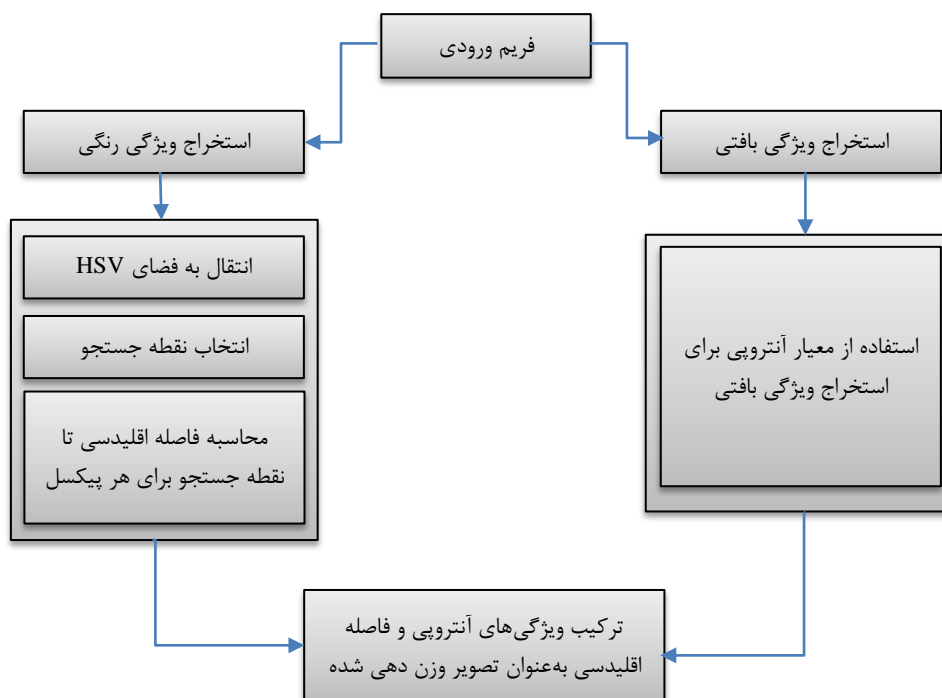 فریم ورودی
استخراج ویژگی بافتی
استخراج ویژگی رنگی
انتقال به فضای HSV
انتخاب نقطه جستجو
محاسبه فاصله اقلیدسی تا
نقطه جستجو برای هر پیکسل
استفاده از معیار آنتروپی برای
استخراج ویژگی بافتی
ترکیب ویژگی‌های آنتروپی و فاصله
اقلیدسی به‌عنوان تصویر وزن دهی شده